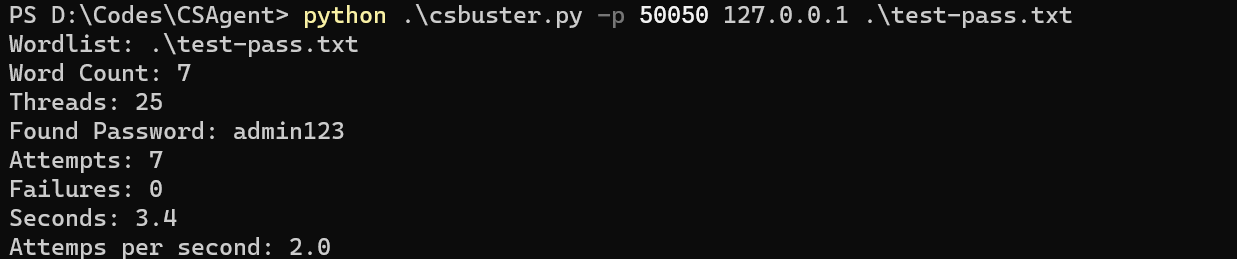 PS D:\Codes\CSAgent> python .\csbuster.py -p 50050 127.0.0.1 .\test-pass.txt
Wordlist: .\test-pass.txt
Word Count: 7
Threads: 25
Found Password: admin123
Attempts: 7
Failures: 0
Seconds: 3.4
Attemps per second: 2.0